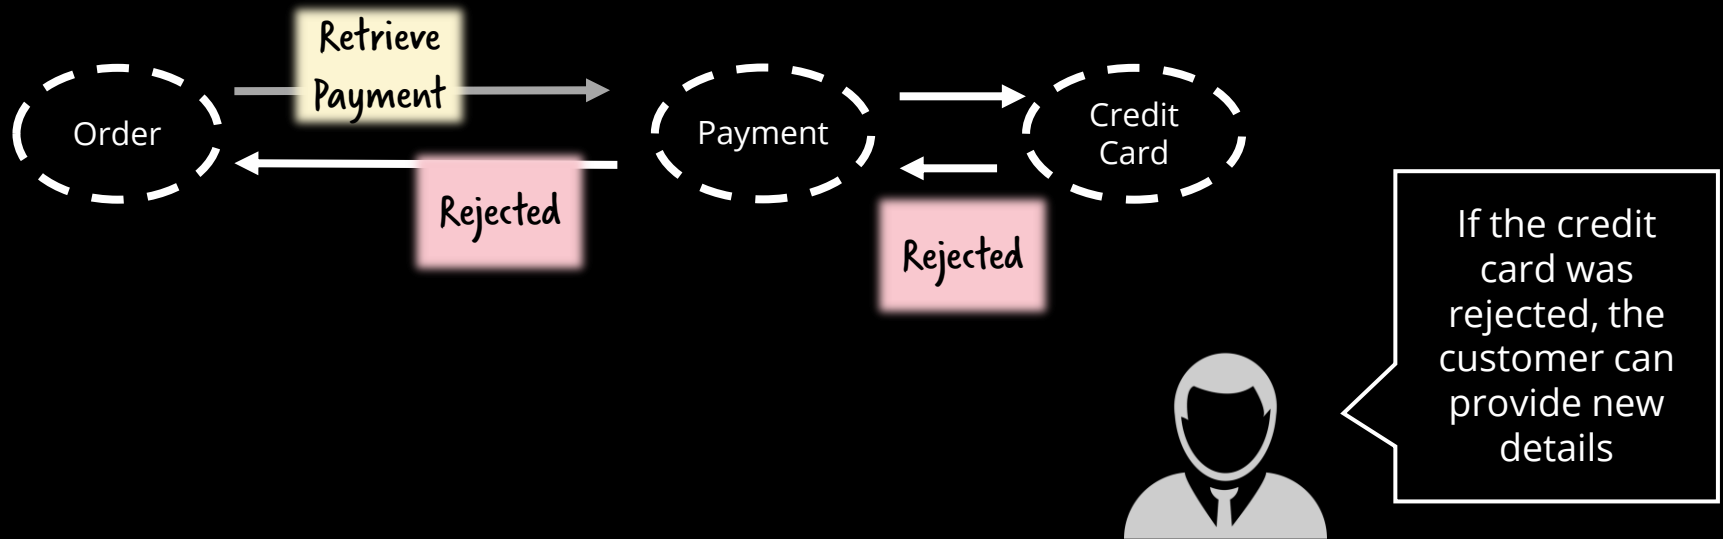 Retrieve
Payment
Order
Payment
Credit
Card
Rejected
Rejected
If the credit
card was
rejected, the
customer can
provide new
details